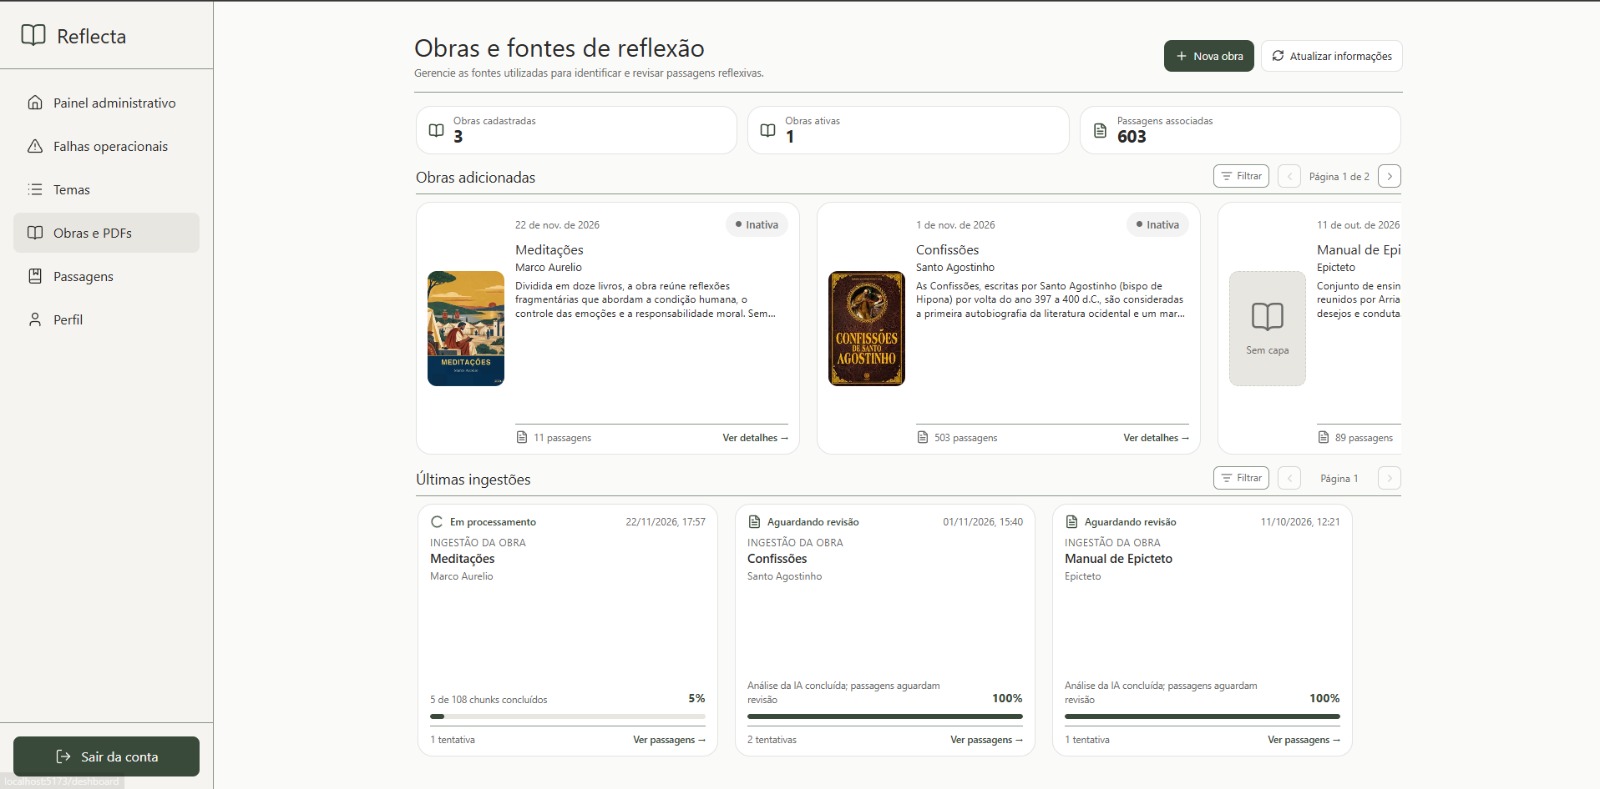 Reflecta
Painel administrativo
Falhas operacionais
Temas
Obras e PDFs
Passagens
Perfil
Sair da conta
localhost:5173/dashboard
Obras e fontes de reflexão
Gerencie as fontes utilizadas para identificar e revisar passagens reflexivas.
+ Nova obra
Atualizar informações
Obras cadastradas
3
Obras ativas
1
Passagens associadas
603
Obras adicionadas
Filtrar
Página 1 de 2
22 de nov. de 2026
Inativa
Meditações
Marco Aurelio
Dividida em doze livros, a obra reúne reflexões
fragmentárias que abordam a condição humana, o
controle das emoções e a responsabilidade moral. Sem...
MEDITAÇÕES
11 passagens
Ver detalhes →
1 de nov. de 2026
Inativa
Confissões
Santo Agostinho
As Confissões, escritas por Santo Agostinho (bispo de
Hipona) por volta do ano 397 a 400 d.C., são consideradas
a primeira autobiografia da literatura ocidental e um mar...
CONFISSÕES
DE SANTO
AGOSTINHO
503 passagens
Ver detalhes →
11 de out. de 2026
Manual de Epi
Epicteto
Conjunto de ensin
reunidos por Arria
desejos e conduta
Sem capa
89 passagens
Últimas ingestões
Filtrar
Página 1
Em processamento
22/11/2026, 17:57
INGESTÃO DA OBRA
Meditações
Marco Aurelio
5 de 108 chunks concluídos
5%
1 tentativa
Ver passagens →
Aguardando revisão
01/11/2026, 15:40
INGESTÃO DA OBRA
Confissões
Santo Agostinho
Análise da IA concluída; passagens aguardam
revisão
100%
2 tentativas
Ver passagens →
Aguardando revisão
11/10/2026, 12:21
INGESTÃO DA OBRA
Manual de Epicteto
Epicteto
Análise da IA concluída; passagens aguardam
revisão
100%
1 tentativa
Ver passagens →